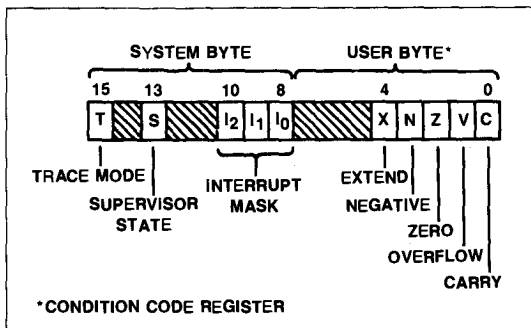 SYSTEM BYTE USER BYTE*
15 13 10 8 4 0
T S I2 I1 I0 X N Z V C
TRACE MODE INTERRUPT MASK EXTEND
SUPERVISOR STATE NEGATIVE
ZERO
OVERFLOW
CARRY
*CONDITION CODE REGISTER